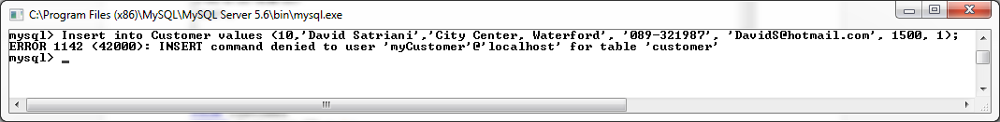 C:\Program Files (x86)\MySQL\MySQL Server 5.6\bin\mysql.exe
mysql> Insert into Customer values (10,'David Satriani','City Center, Waterford', '089-321987', 'DavidS@hotmail.com', 1500, 1);
ERROR 1142 (42000): INSERT command denied to user 'myCustomer'@'localhost' for table 'customer'
mysql> _